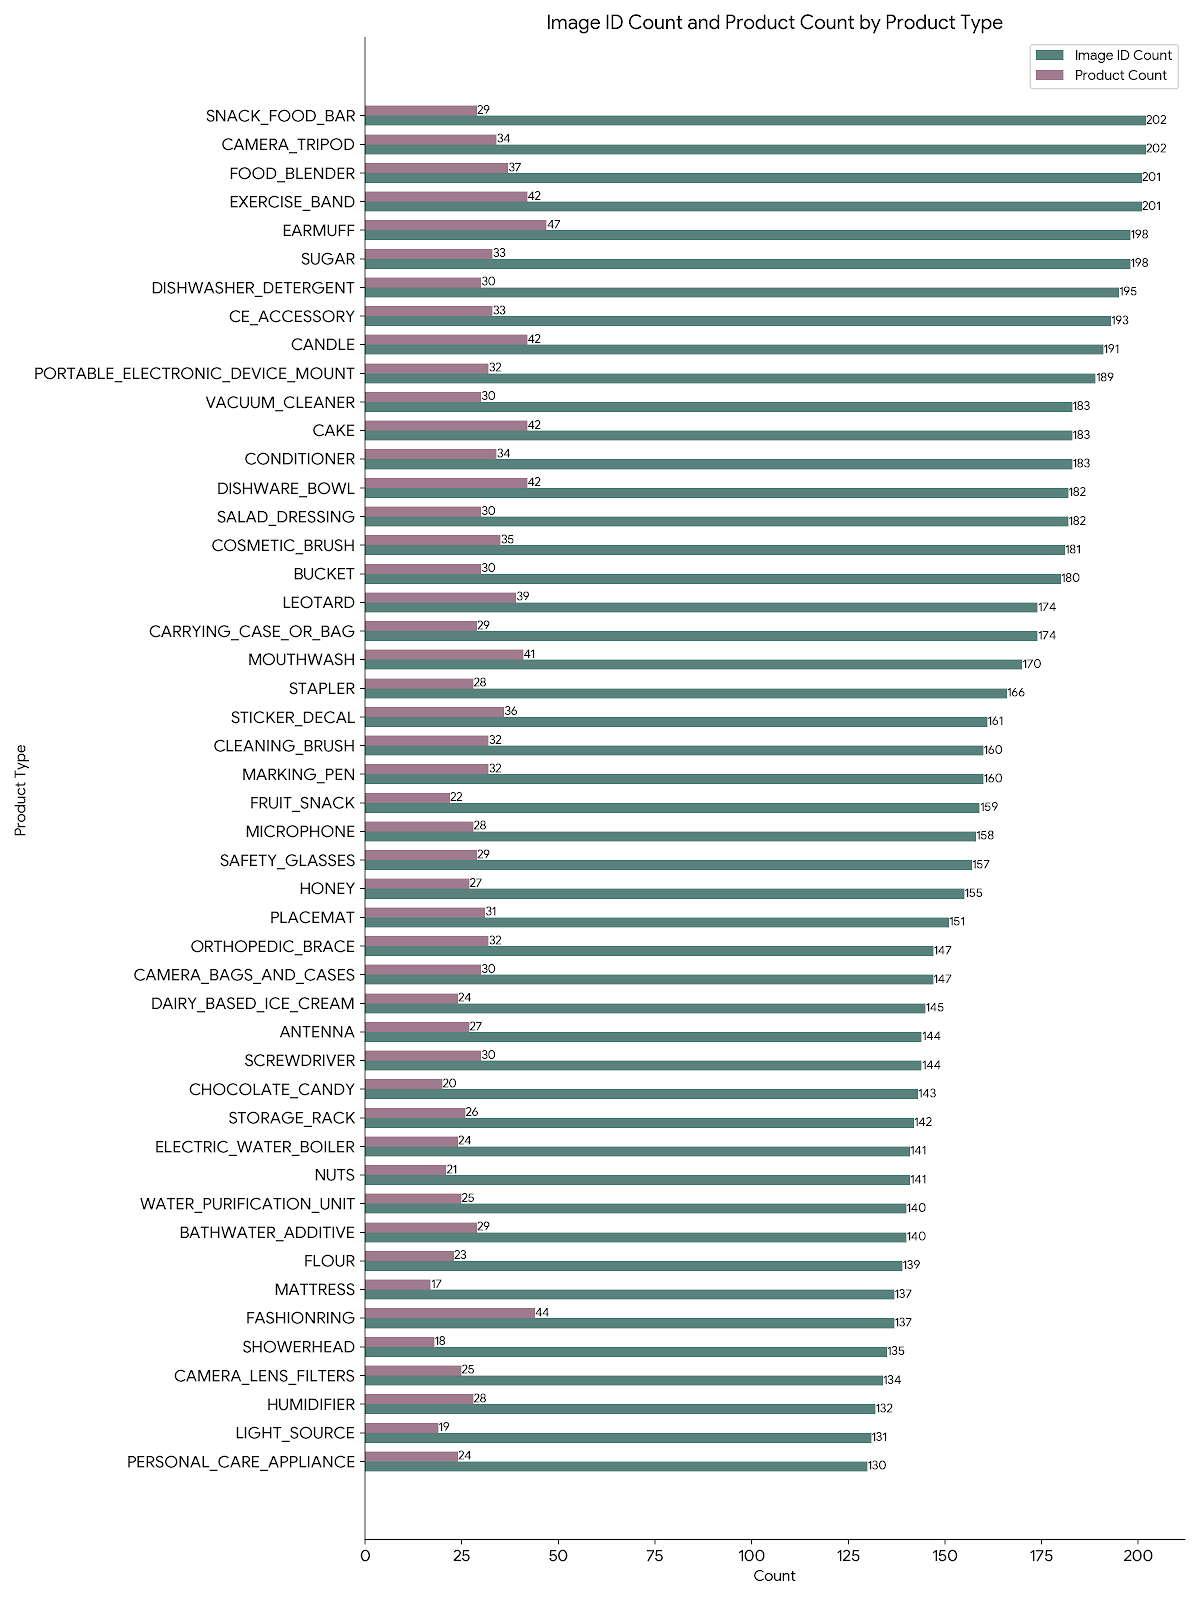 Image ID Count and Product Count by Product Type
Image ID Count
Product Count
SNACK_FOOD_BAR 29 202
CAMERA_TRIPOD 34 202
FOOD_BLENDER 37 201
EXERCISE_BAND 42 201
EARMUFF 47 198
SUGAR 33 198
DISHWASHER_DETERGENT 30 195
CE_ACCESSORY 33 193
CANDLE 42 191
PORTABLE_ELECTRONIC_DEVICE_MOUNT 32 189
VACUUM_CLEANER 30 183
CAKE 42 183
CONDITIONER 34 183
DISHWARE_BOWL 42 182
SALAD_DRESSING 30 182
COSMETIC_BRUSH 35 181
BUCKET 30 180
LEOTARD 39 174
CARRYING_CASE_OR_BAG 29 174
MOUTHWASH 41 170
STAPLER 28 166
STICKER_DECAL 36 161
CLEANING_BRUSH 32 160
MARKING_PEN 32 160
FRUIT_SNACK 22 159
MICROPHONE 28 158
SAFETY_GLASSES 29 157
HONEY 27 155
PLACEMAT 31 151
ORTHOPEDIC_BRACE 32 147
CAMERA_BAGS_AND_CASES 30 147
DAIRY_BASED_ICE_CREAM 24 145
ANTENNA 27 144
SCREWDRIVER 30 144
CHOCOLATE_CANDY 20 143
STORAGE_RACK 26 142
ELECTRIC_WATER_BOILER 24 141
NUTS 21 141
WATER_PURIFICATION_UNIT 25 140
BATHWATER_ADDITIVE 29 140
FLOUR 23 139
MATTRESS 17 137
FASHIONRING 44 137
SHOWERHEAD 18 135
CAMERA_LENS_FILTERS 25 134
HUMIDIFIER 28 132
LIGHT_SOURCE 19 131
PERSONAL_CARE_APPLIANCE 24 130
Product Type
0 25 50 75 100 125 150 175 200
Count